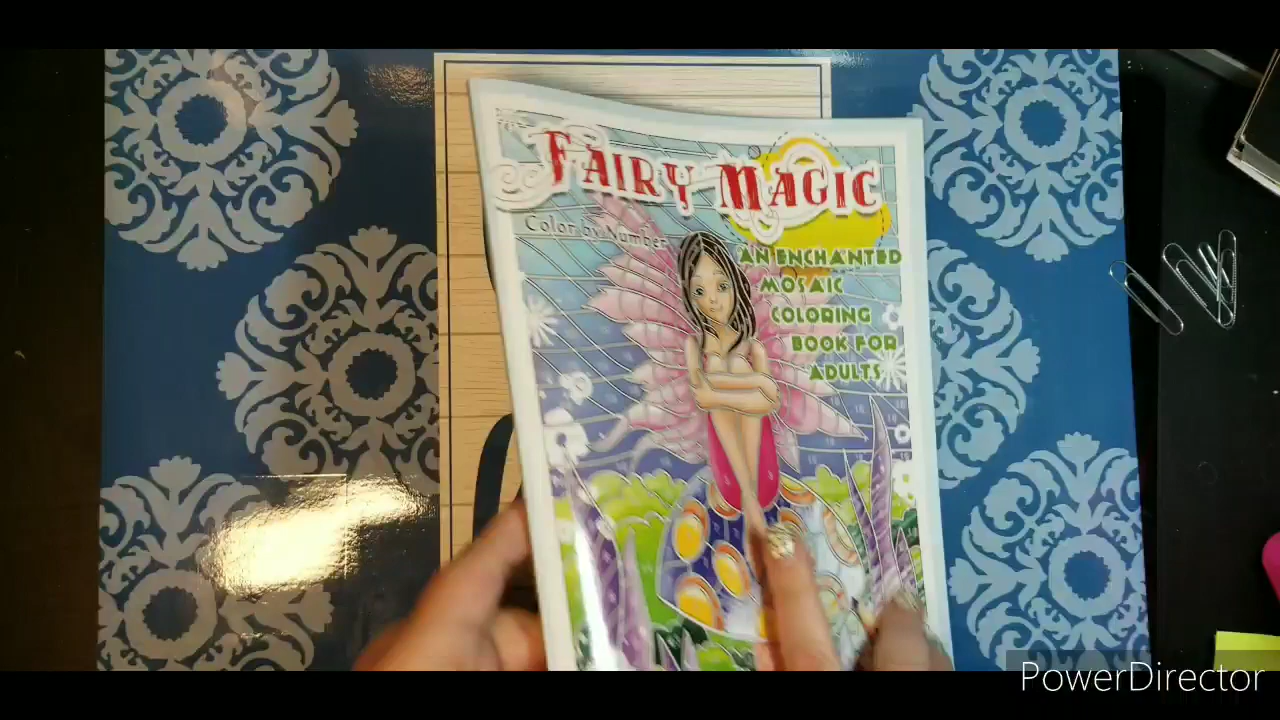 FAIRY MAGIC
Color by Number
AN ENCHANTED
MOSAIC
COLORING
BOOK FOR
ADULTS
PowerDirector